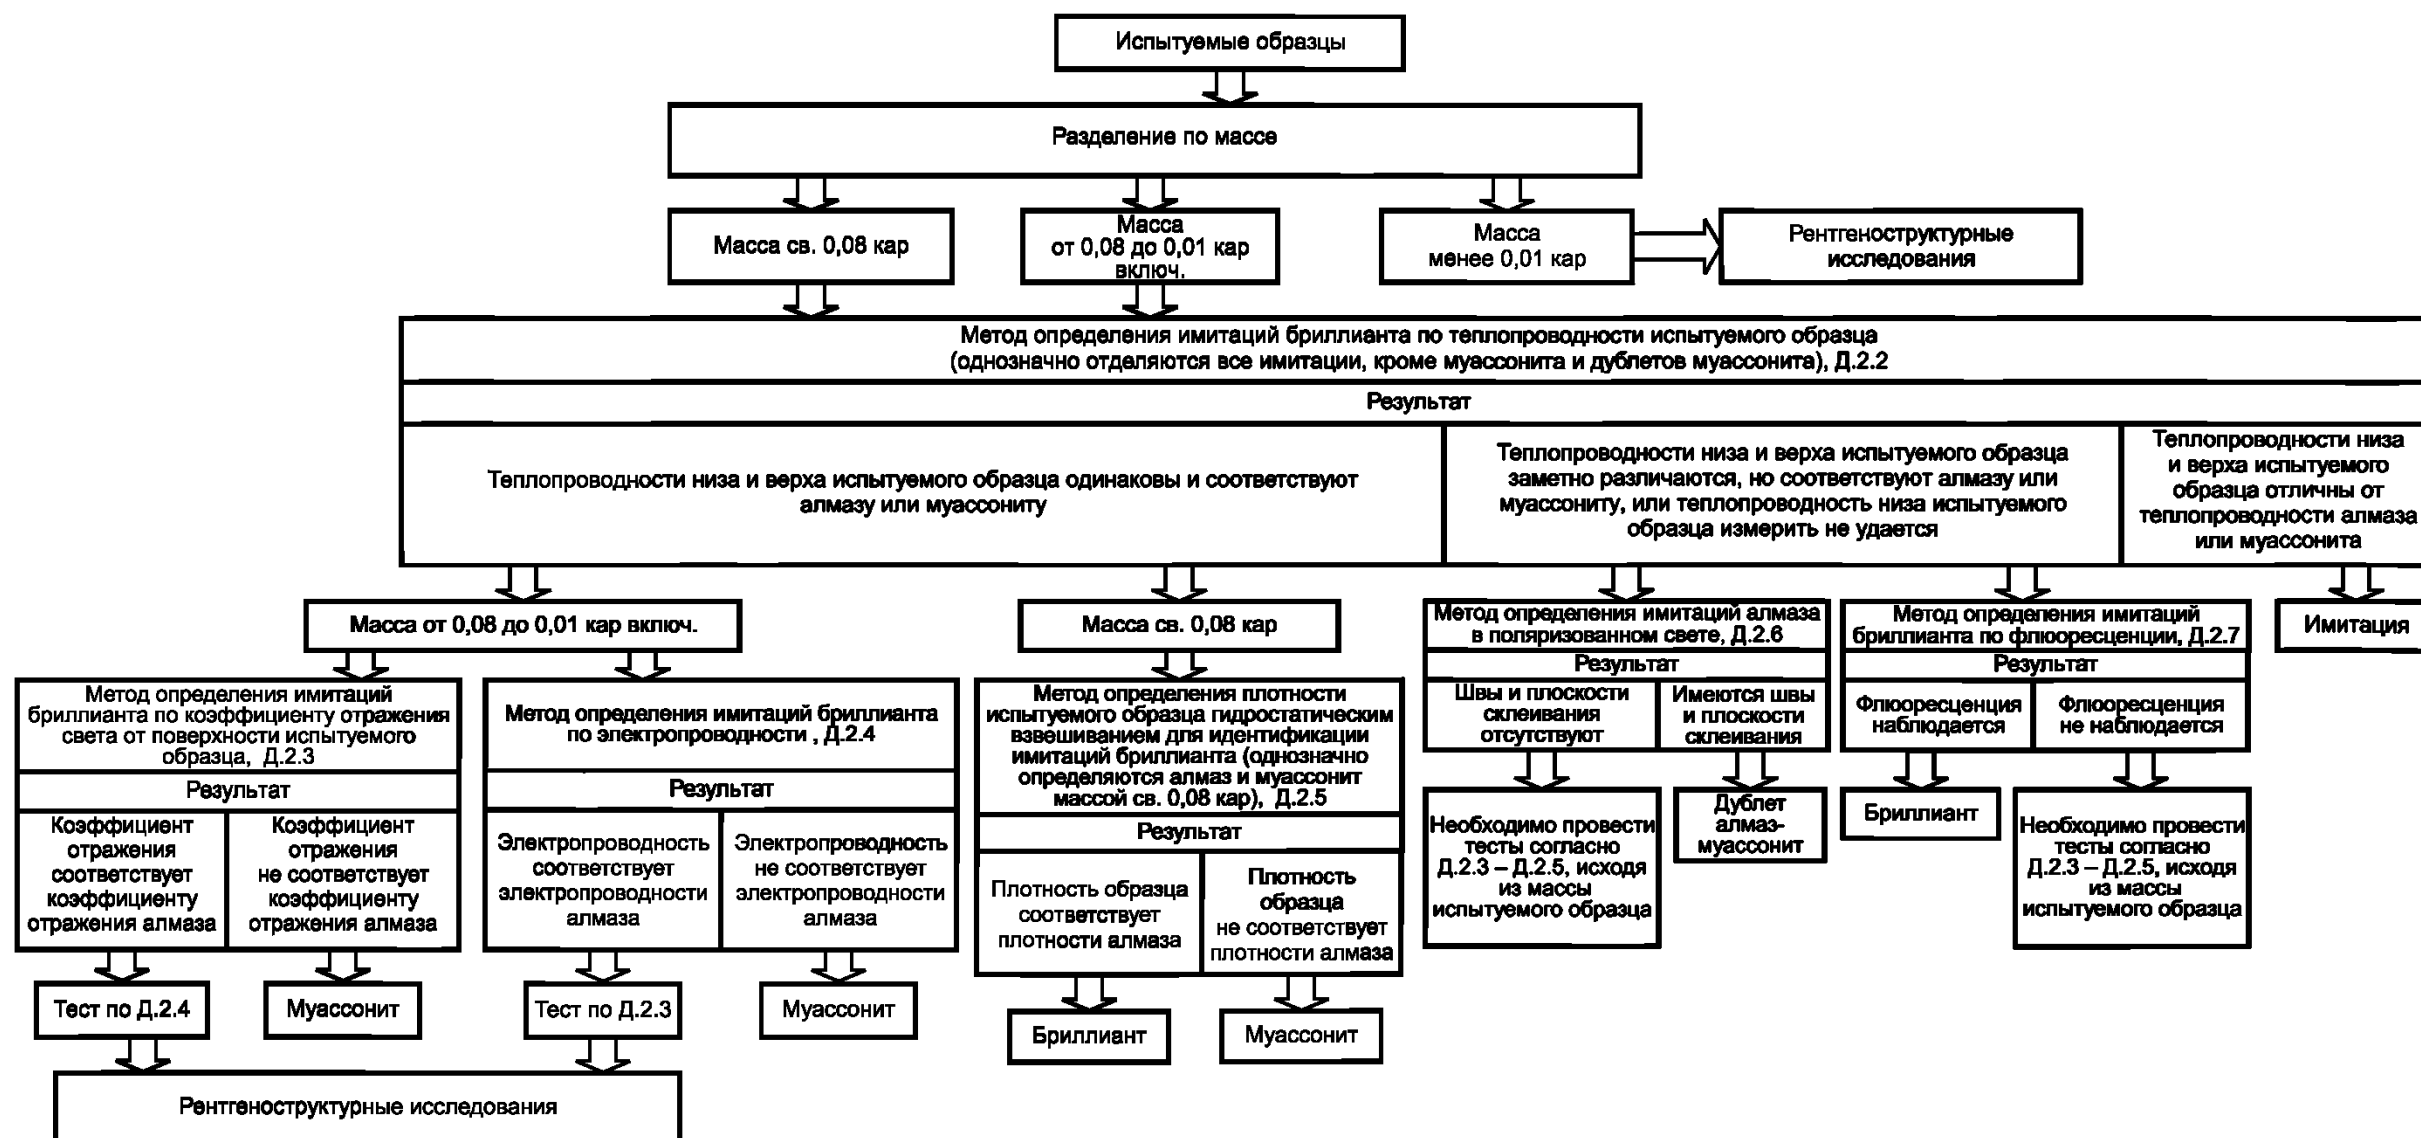 Испытуемые образцы
Разделение по массе
Масса св. 0,08 кар
Масса
от 0,08 до 0,01 кар
включ.
Масса
менее 0,01 кар
Рентгеноструктурные
исследования
Метод определения имитаций бриллианта по теплопроводности испытуемого образца
(однозначно отделяются все имитации, кроме муассонита и дублетов муассонита), Д.2.2
Результат
Теплопроводности низа и верха испытуемого образца одинаковы и соответствуют
алмазу или муассониту
Теплопроводности низа и верха испытуемого образца
заметно различаются, но соответствуют алмазу или
муассониту, или теплопроводность низа испытуемого
образца измерить не удается
Теплопроводности низа
и верха испытуемого
образца отличны от
теплопроводности алмаза
или муассонита
Масса от 0,08 до 0,01 кар включ.
Масса св. 0,08 кар
Метод определения имитаций алмаза
в поляризованном свете, Д.2.6
Результат
Швы и плоскости
склеивания
отсутствуют
Имеются швы
и плоскости
склеивания
Метод определения имитаций
бриллианта по флюоресценции, Д.2.7
Результат
Флюоресценция
наблюдается
Флюоресценция
не наблюдается
Имитация
Метод определения имитаций
бриллианта по коэффициенту отражения
света от поверхности испытуемого
образца, Д.2.3
Результат
Коэффициент
отражения
соответствует
коэффициенту
отражения алмаза
Коэффициент
отражения
не соответствует
коэффициенту
отражения алмаза
Метод определения имитаций бриллианта
по электропроводности , Д.2.4
Результат
Электропроводность
соответствует
электропроводности
алмаза
Электропроводность
не соответствует
электропроводности
алмаза
Метод определения плотности
испытуемого образца гидростатическим
взвешиванием для идентификации
имитаций бриллианта (однозначно
определяются алмаз и муассонит
массой св. 0,08 кар), Д.2.5
Результат
Плотность образца
соответствует
плотности алмаза
Плотность
образца
не соответствует
плотности алмаза
Необходимо провести
тесты согласно
Д.2.3 – Д.2.5, исходя
из массы
испытуемого образца
Дублет
алмаз-
муассонит
Бриллиант
Необходимо провести
тесты согласно
Д.2.3 – Д.2.5, исходя
из массы
испытуемого образца
Тест по Д.2.4
Муассонит
Тест по Д.2.3
Муассонит
Бриллиант
Муассонит
Рентгеноструктурные исследования